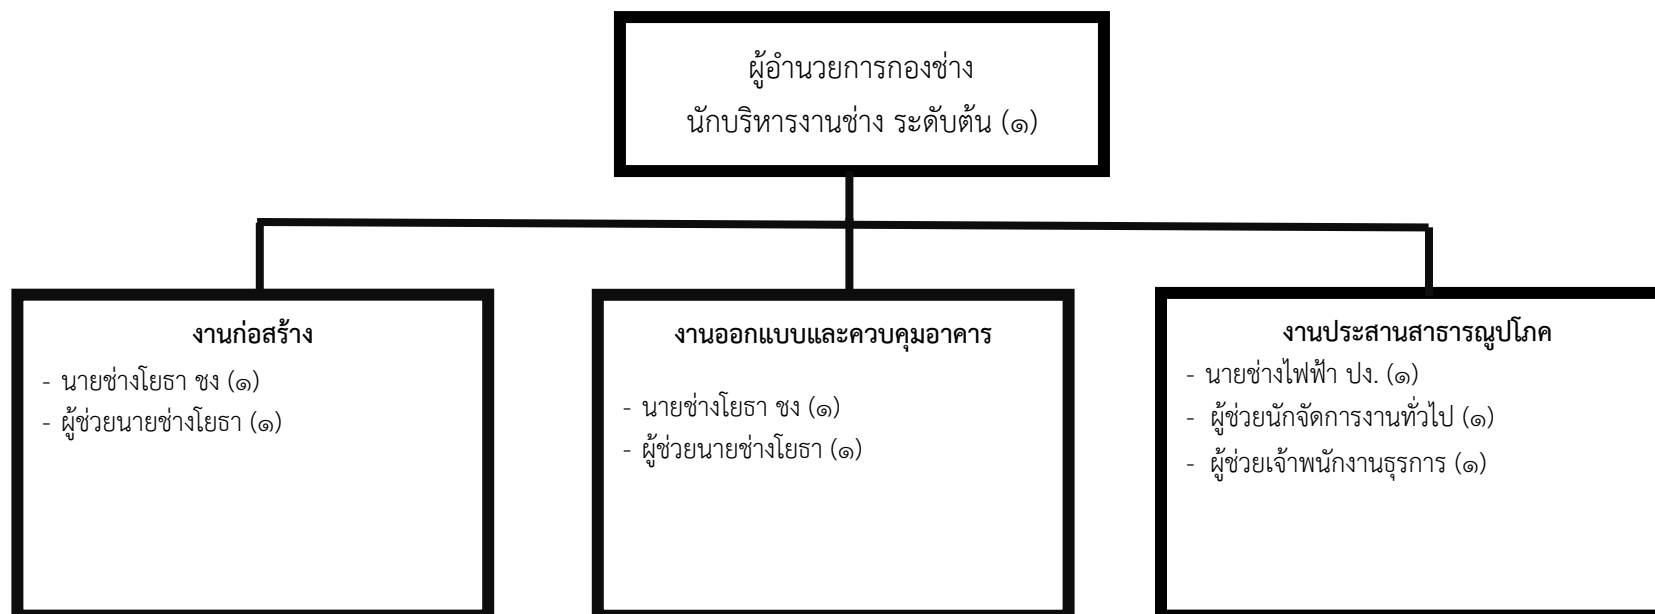 ผู้อำนวยการกองช่าง
นักบริหารงานช่าง ระดับต้น (๑)
งานก่อสร้าง
- นายช่างโยธา ชง (๑)
- ผู้ช่วยนายช่างโยธา (๑)
งานออกแบบและควบคุมอาคาร
- นายช่างโยธา ชง (๑)
- ผู้ช่วยนายช่างโยธา (๑)
งานประสานสาธารณูปโภค
- นายช่างไฟฟ้า ปง. (๑)
- ผู้ช่วยนักจัดการงานทั่วไป (๑)
- ผู้ช่วยเจ้าพนักงานธุรการ (๑)